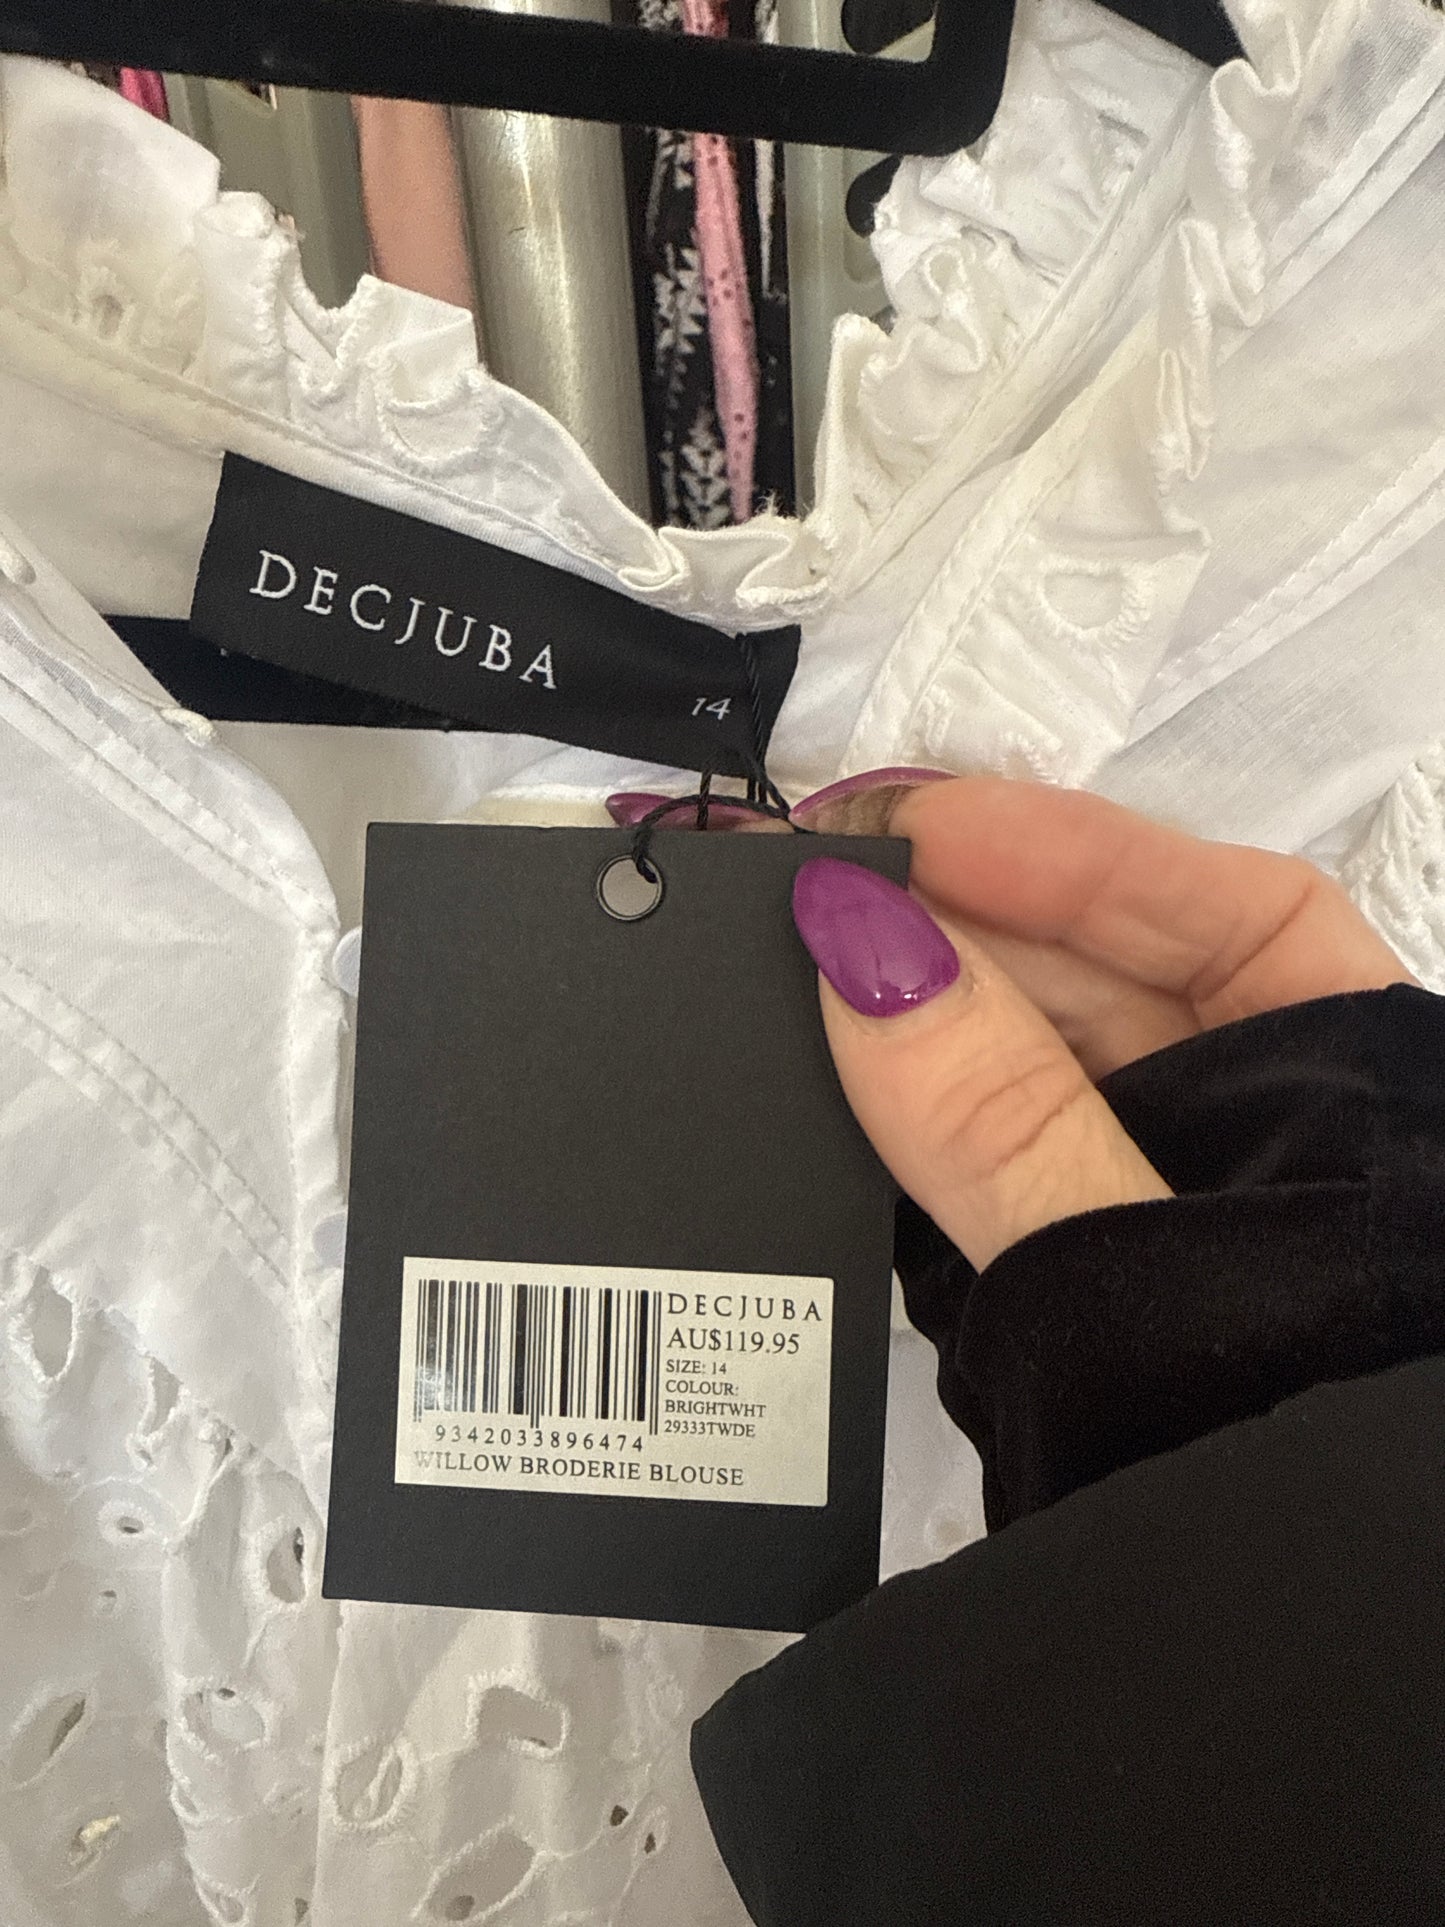 DECJUBA
14
DECJUBA
AU$119.95
SIZE: 14
COLOUR:
BRIGHTWHT
29333TWDE
9342033896474
WILLOW BRODERIE BLOUSE